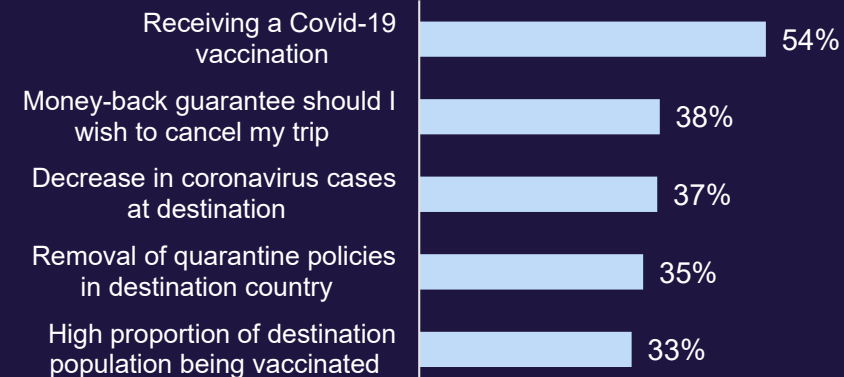 Receiving a Covid-19
vaccination
54%
Money-back guarantee should I
wish to cancel my trip
38%
Decrease in coronavirus cases
at destination
37%
Removal of quarantine policies
in destination country
35%
High proportion of destination
population being vaccinated
33%